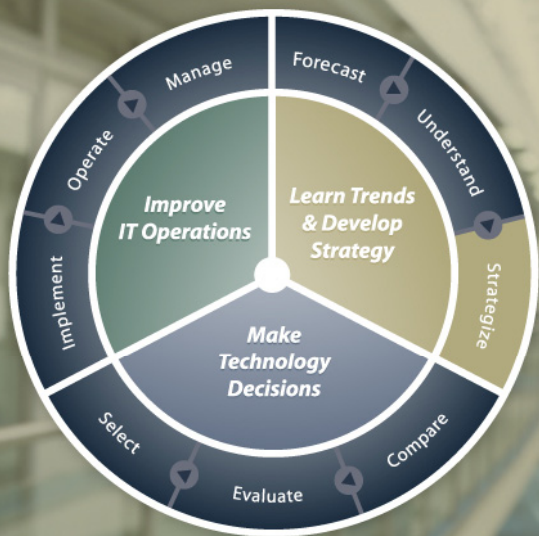 Forecast
Understand
Strategize
Compare
Evaluate
Select
Implement
Operate
Manage
Learn Trends
& Develop
Strategy
Make
Technology
Decisions
Improve
IT Operations